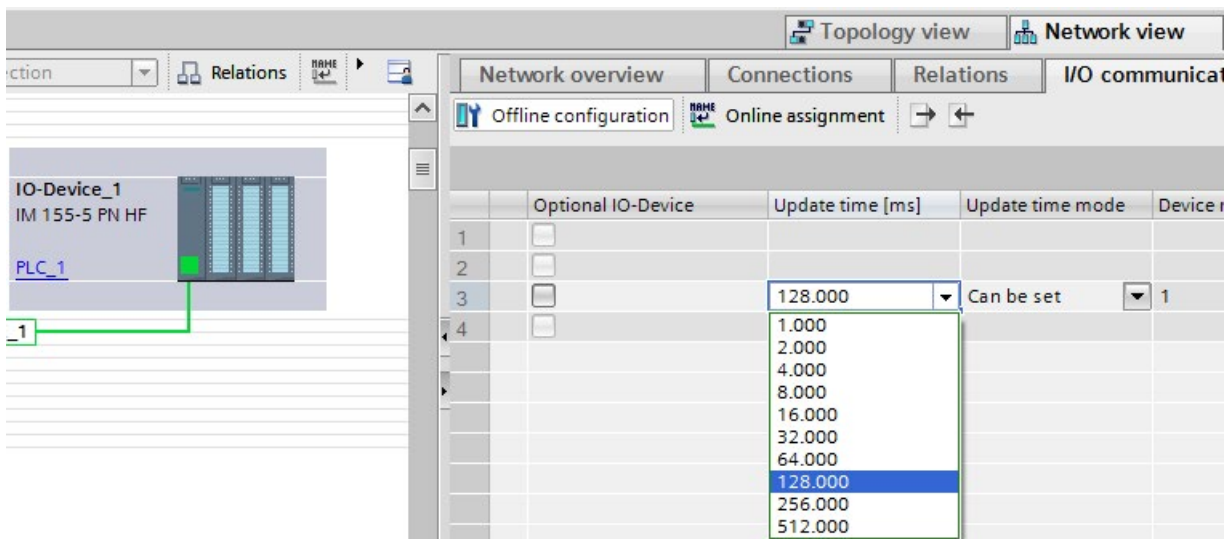 Topology view
Network view
ction
Relations
NAME
Network overview
Connections
Relations
I/O communicat
Offline configuration
NAME
Online assignment
IO-Device_1
IM 155-5 PN HF
PLC_1
_1
Optional IO-Device
Update time [ms]
Update time mode
Device r
1
2
3
128.000
Can be set
1
4
1.000
2.000
4.000
8.000
16.000
32.000
64.000
128.000
256.000
512.000